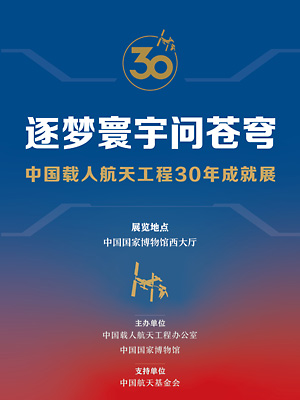 30
逐梦寰宇问苍穹
中国载人航天工程30年成就展
展览地点
中国国家博物馆西大厅
主办单位
中国载人航天工程办公室
中国国家博物馆
支持单位
中国航天基金会